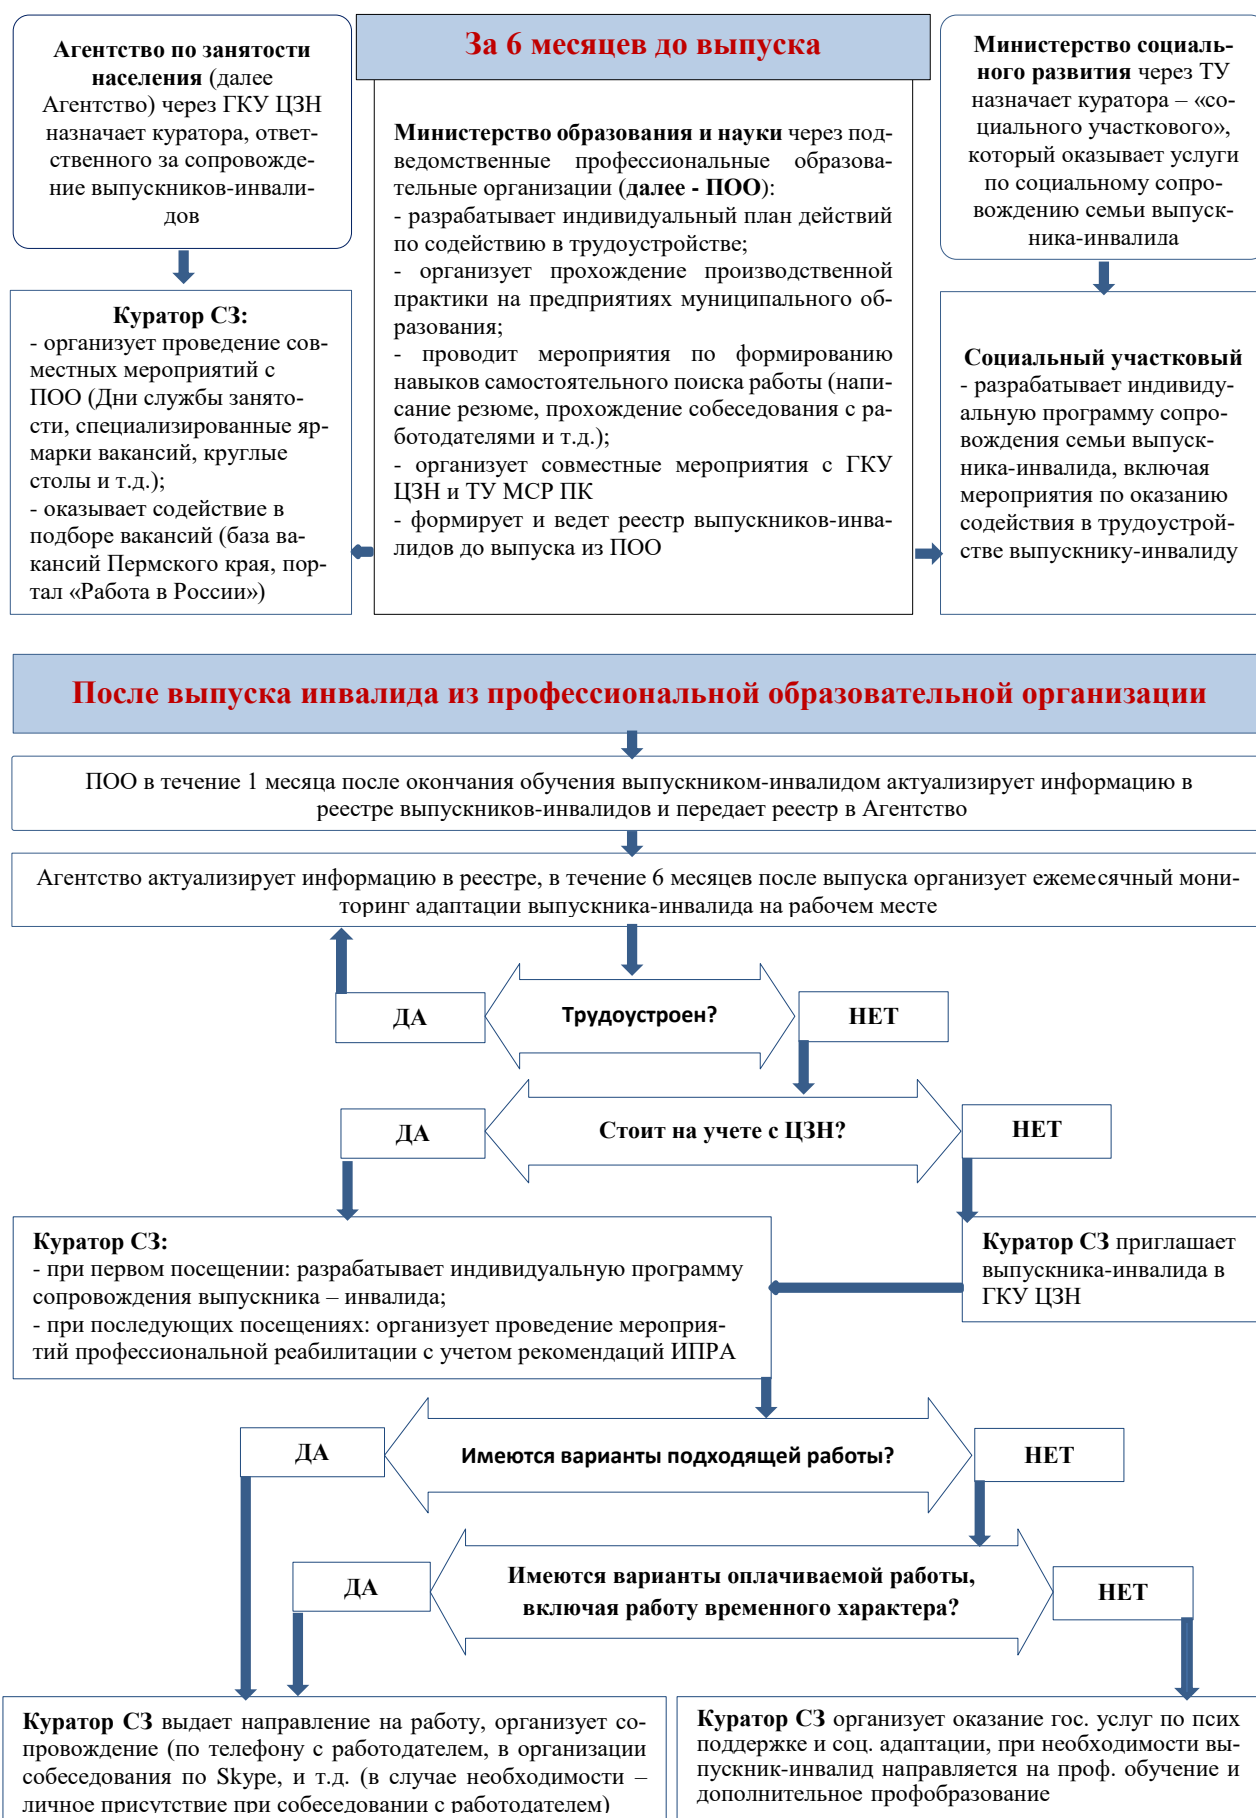 Агентство по занятости
населения (далее
Агентство) через ГКУ ЦЗН
назначает куратора, ответ-
ственного за сопровожде-
ние выпускников-инвали-
дов
За 6 месяцев до выпуска
Министерство социаль-
ного развития через ТУ
назначает куратора – «со-
циального участкового»,
который оказывает услуги
по социальному сопро-
вождению семьи выпуск-
ника-инвалида
Министерство образования и науки через под-
ведомственные профессиональные образова-
тельные организации (далее - ПОО):
- разрабатывает индивидуальный план действий
по содействию в трудоустройстве;
- организует прохождение производственной
практики на предприятиях муниципального об-
разования;
- проводит мероприятия по формированию
навыков самостоятельного поиска работы (напи-
сание резюме, прохождение собеседования с ра-
ботодателями и т.д.);
- организует совместные мероприятия с ГКУ
ЦЗН и ТУ МСР ПК
- формирует и ведет реестр выпускников-инва-
лидов до выпуска из ПОО
Куратор СЗ:
- организует проведение сов-
местных мероприятий с
ПОО (Дни службы занято-
сти, специализированные яр-
марки вакансий, круглые
столы и т.д.);
- оказывает содействие в
подборе вакансий (база ва-
кансий Пермского края, пор-
тал «Работа в России»)
Социальный участковый
- разрабатывает индивиду-
альную программу сопро-
вождения семьи выпуск-
ника-инвалида, включая
мероприятия по оказанию
содействия в трудоустрой-
стве выпускнику-инвалиду
После выпуска инвалида из профессиональной образовательной организации
ПОО в течение 1 месяца после окончания обучения выпускником-инвалидом актуализирует информацию в
реестре выпускников-инвалидов и передает реестр в Агентство
Агентство актуализирует информацию в реестре, в течение 6 месяцев после выпуска организует ежемесячный мони-
торинг адаптации выпускника-инвалида на рабочем месте
ДА
Трудоустроен?
НЕТ
ДА
Стоит на учете с ЦЗН?
НЕТ
Куратор СЗ:
- при первом посещении: разрабатывает индивидуальную программу
сопровождения выпускника – инвалида;
- при последующих посещениях: организует проведение мероприя-
тий профессиональной реабилитации с учетом рекомендаций ИПРА
Куратор СЗ приглашает
выпускника-инвалида в
ГКУ ЦЗН
ДА
Имеются варианты подходящей работы?
НЕТ
ДА
Имеются варианты оплачиваемой работы,
включая работу временного характера?
НЕТ
Куратор СЗ выдает направление на работу, организует со-
провождение (по телефону с работодателем, в организации
собеседования по Skype, и т.д. (в случае необходимости –
личное присутствие при собеседовании с работодателем)
Куратор СЗ организует оказание гос. услуг по псих
поддержке и соц. адаптации, при необходимости вы-
пускник-инвалид направляется на проф. обучение и
дополнительное профобразование